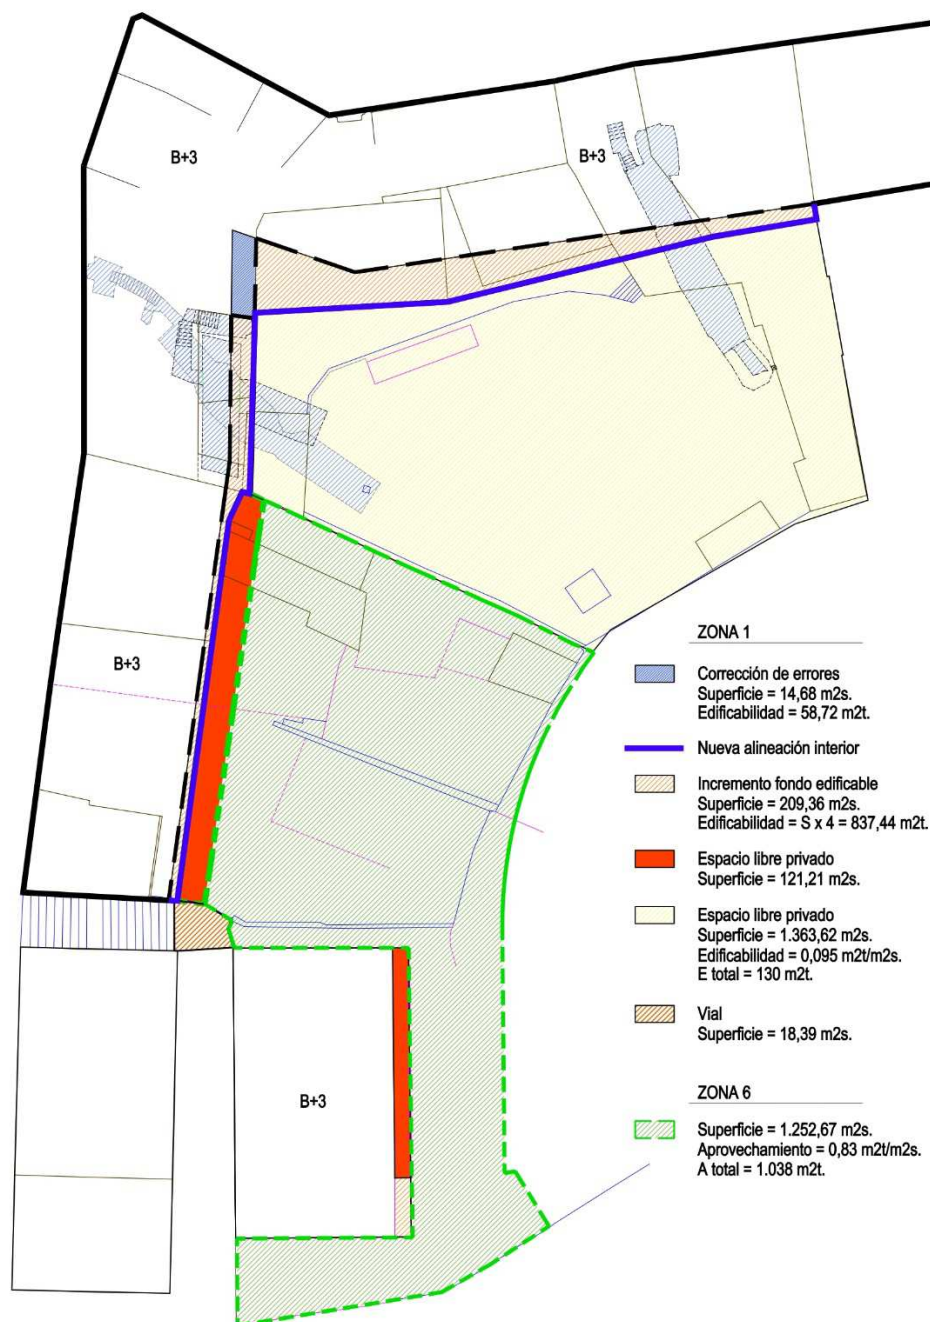 B+3
B+3
B+3
B+3
ZONA 1
Corrección de errores
Superficie = 14,68 m2s.
Edificabilidad = 58,72 m2t.
Nueva alineación interior
Incremento fondo edificable
Superficie = 209,36 m2s.
Edificabilidad = S x 4 = 837,44 m2t.
Espacio libre privado
Superficie = 121,21 m2s.
Espacio libre privado
Superficie = 1.363,62 m2s.
Edificabilidad = 0,095 m2t/m2s.
E total = 130 m2t.
Vial
Superficie = 18,39 m2s.
ZONA 6
Superficie = 1.252,67 m2s.
Aprovechamiento = 0,83 m2t/m2s.
A total = 1.038 m2t.